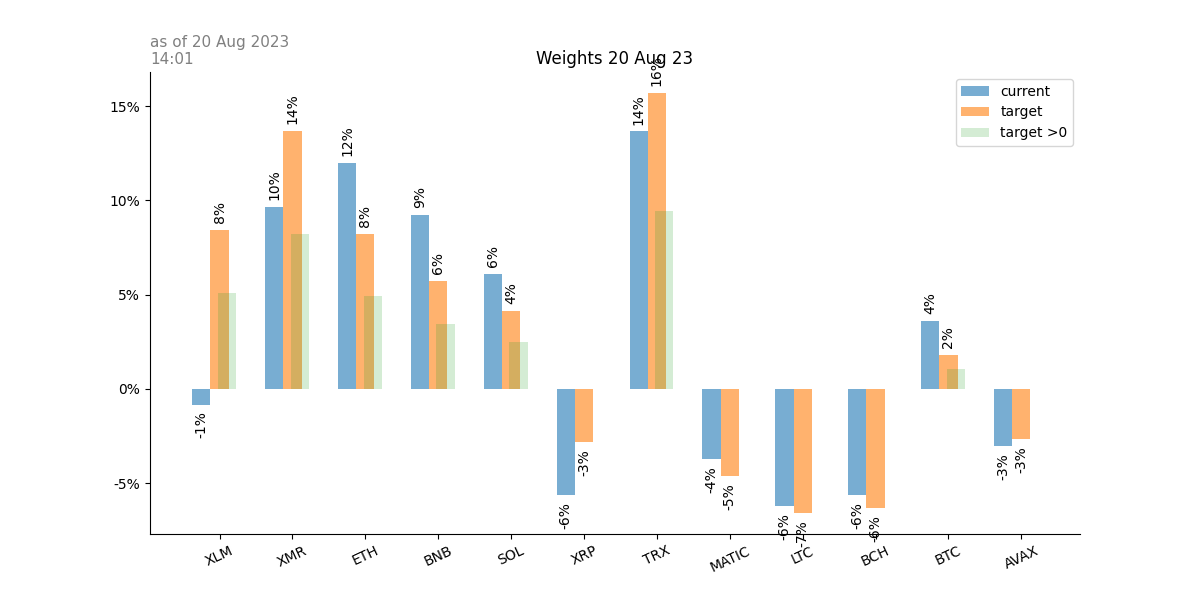 as of 20 Aug 2023
14:01
Weights 20 Aug 23
current
target
target >0
15%
10%
5%
0%
-5%
-1%
8%
10%
14%
12%
8%
9%
6%
6%
4%
-6%
-3%
14%
16%
-4%
-5%
-6%
-7%
-6%
-6%
4%
2%
-3%
-3%
XLM
XMR
ETH
BNB
SOL
XRP
TRX
MATIC
LTC
BCH
BTC
AVAX